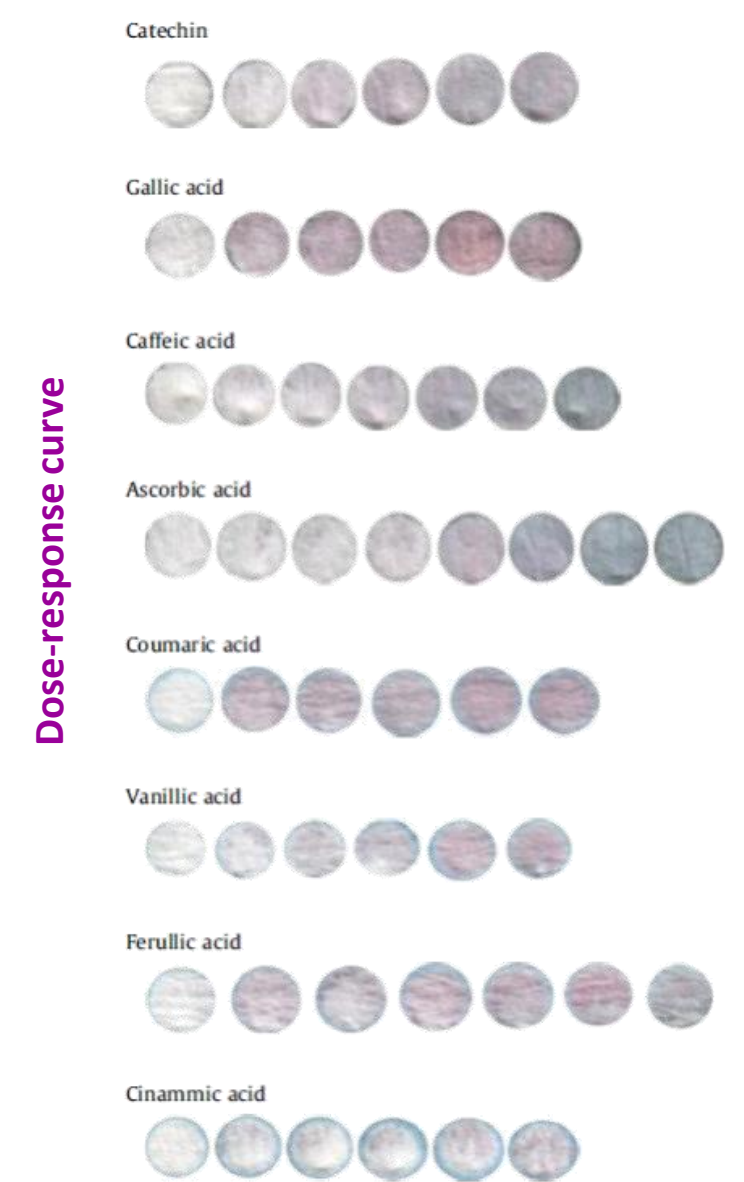 Catechin
Gallic acid
Caffeic acid
Dose-response curve
Ascorbic acid
Coumaric acid
Vanillic acid
Ferullic acid
Cinammic acid